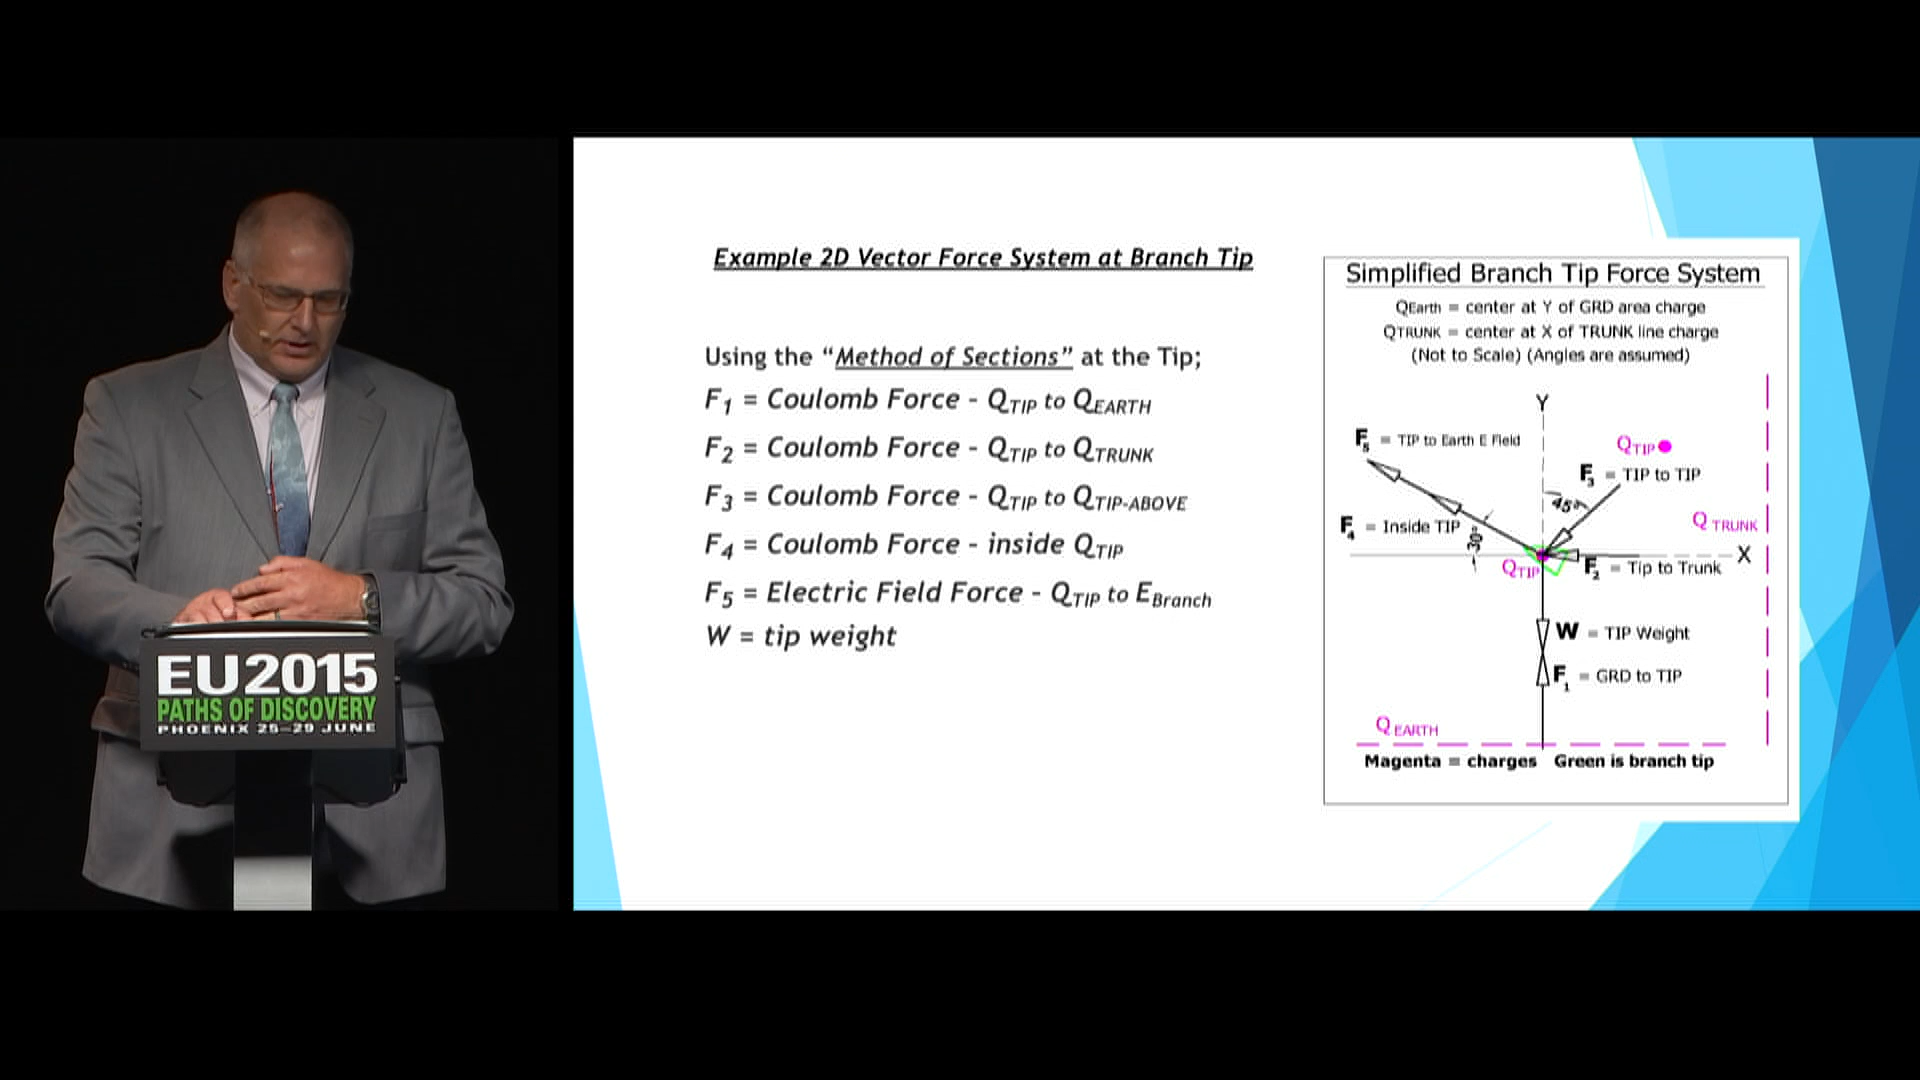 EU2015
PATHS OF DISCOVERY
PHOENIX 25-29 JUNE
Example 2D Vector Force System at Branch Tip
Using the “Method of Sections” at the Tip;
F1 = Coulomb Force - QTIP to QEARTH
F2 = Coulomb Force - QTIP to QTRUNK
F3 = Coulomb Force - QTIP to QTIP-ABOVE
F4 = Coulomb Force - inside QTIP
F5 = Electric Field Force - QTIP to EBranch
W = tip weight
Simplified Branch Tip Force System
QEarth = center at Y of GRD area charge
QTRUNK = center at X of TRUNK line charge
(Not to Scale) (Angles are assumed)
Y
F5 = TIP to Earth E Field
QTIP
F3 = TIP to TIP
45°
QTRUNK
F4 = Inside TIP
30°
X
QTIP
F2 = Tip to Trunk
W = TIP Weight
F1 = GRD to TIP
QEARTH
Magenta = charges Green is branch tip